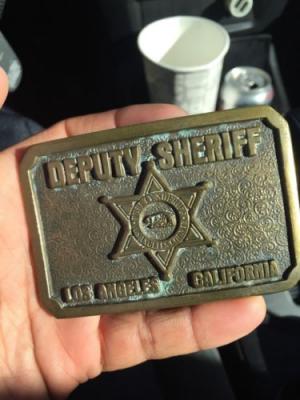 DEPUTY SHERIFF
LOS ANGELES CALIFORNIA